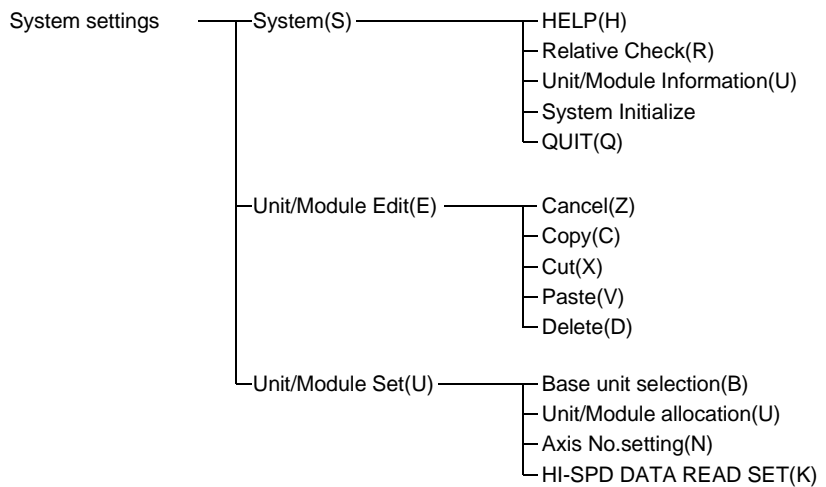 System settings
System(S)
HELP(H)
Relative Check(R)
Unit/Module Information(U)
System Initialize
QUIT(Q)
Unit/Module Edit(E)
Cancel(Z)
Copy(C)
Cut(X)
Paste(V)
Delete(D)
Unit/Module Set(U)
Base unit selection(B)
Unit/Module allocation(U)
Axis No.setting(N)
HI-SPD DATA READ SET(K)